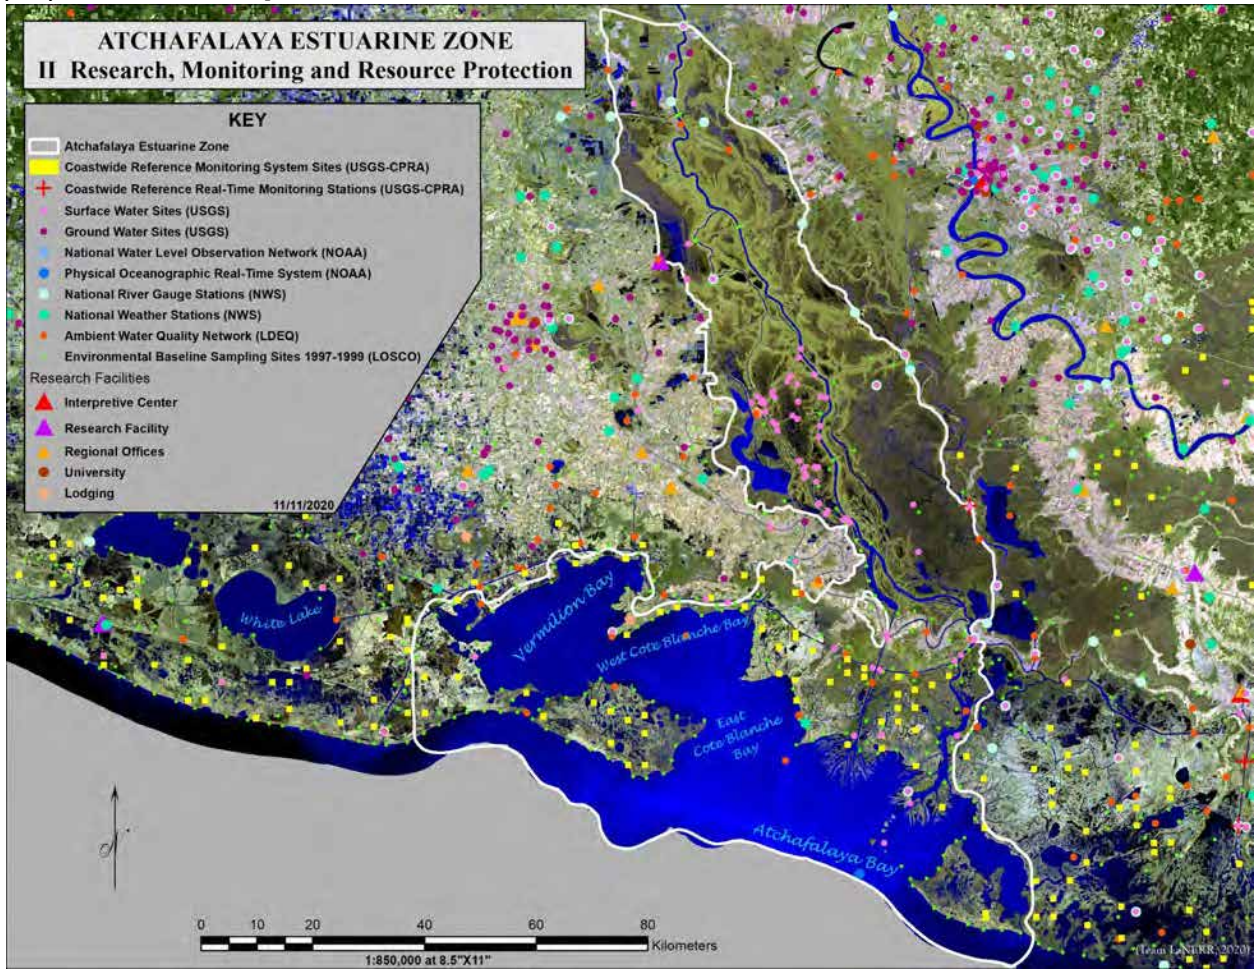 ATCHAFALAYA ESTUARINE ZONE
II Research, Monitoring and Resource Protection
KEY
Atchafalaya Estuarine Zone
Coastwide Reference Monitoring System Sites (USGS-CPRA)
Coastwide Reference Real-Time Monitoring Stations (USGS-CPRA)
Surface Water Sites (USGS)
Ground Water Sites (USGS)
National Water Level Observation Network (NOAA)
Physical Oceanographic Real-Time System (NOAA)
National River Gauge Stations (NWS)
National Weather Stations (NWS)
Ambient Water Quality Network (LDEQ)
Environmental Baseline Sampling Sites 1997-1999 (LOSCO)
Research Facilities
Interpretive Center
Research Facility
Regional Offices
University
Lodging
11/11/2020
White Lake
Vermilion Bay
West Cote Blanche Bay
East
Cote Blanche
Bay
Atchafalaya Bay
N
0 10 20 40 60 80
Kilometers
1:850,000 at 8.5"X11"
(Team LaNERR, 2020)